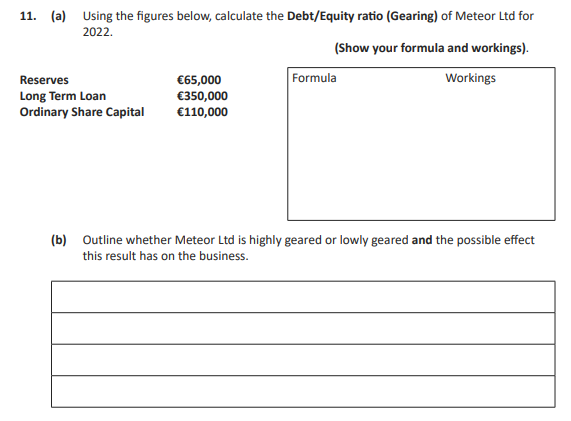 11. (a) Using the figures below, calculate the Debt/Equity ratio (Gearing) of Meteor Ltd for
2022.
(Show your formula and workings).
Reserves €65,000
Long Term Loan €350,000
Ordinary Share Capital €110,000
Formula Workings
(b) Outline whether Meteor Ltd is highly geared or lowly geared and the possible effect
this result has on the business.